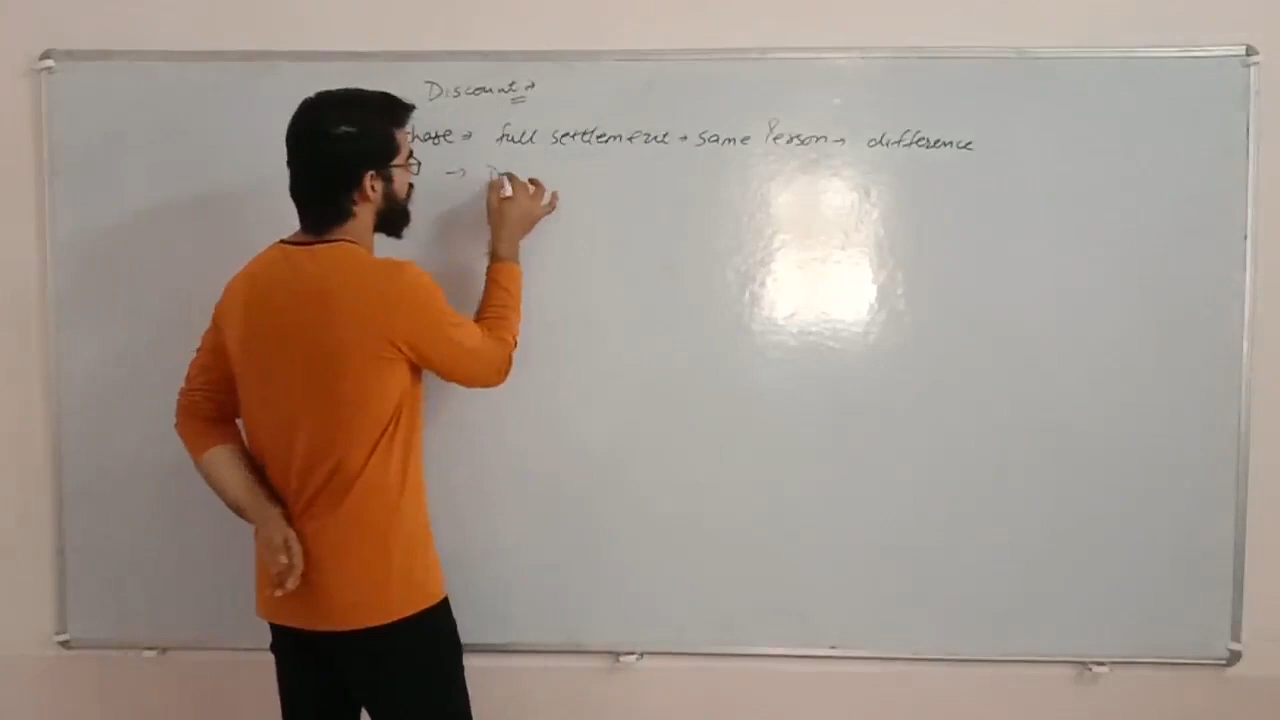 Discount →
full settlement → same Person → difference
→